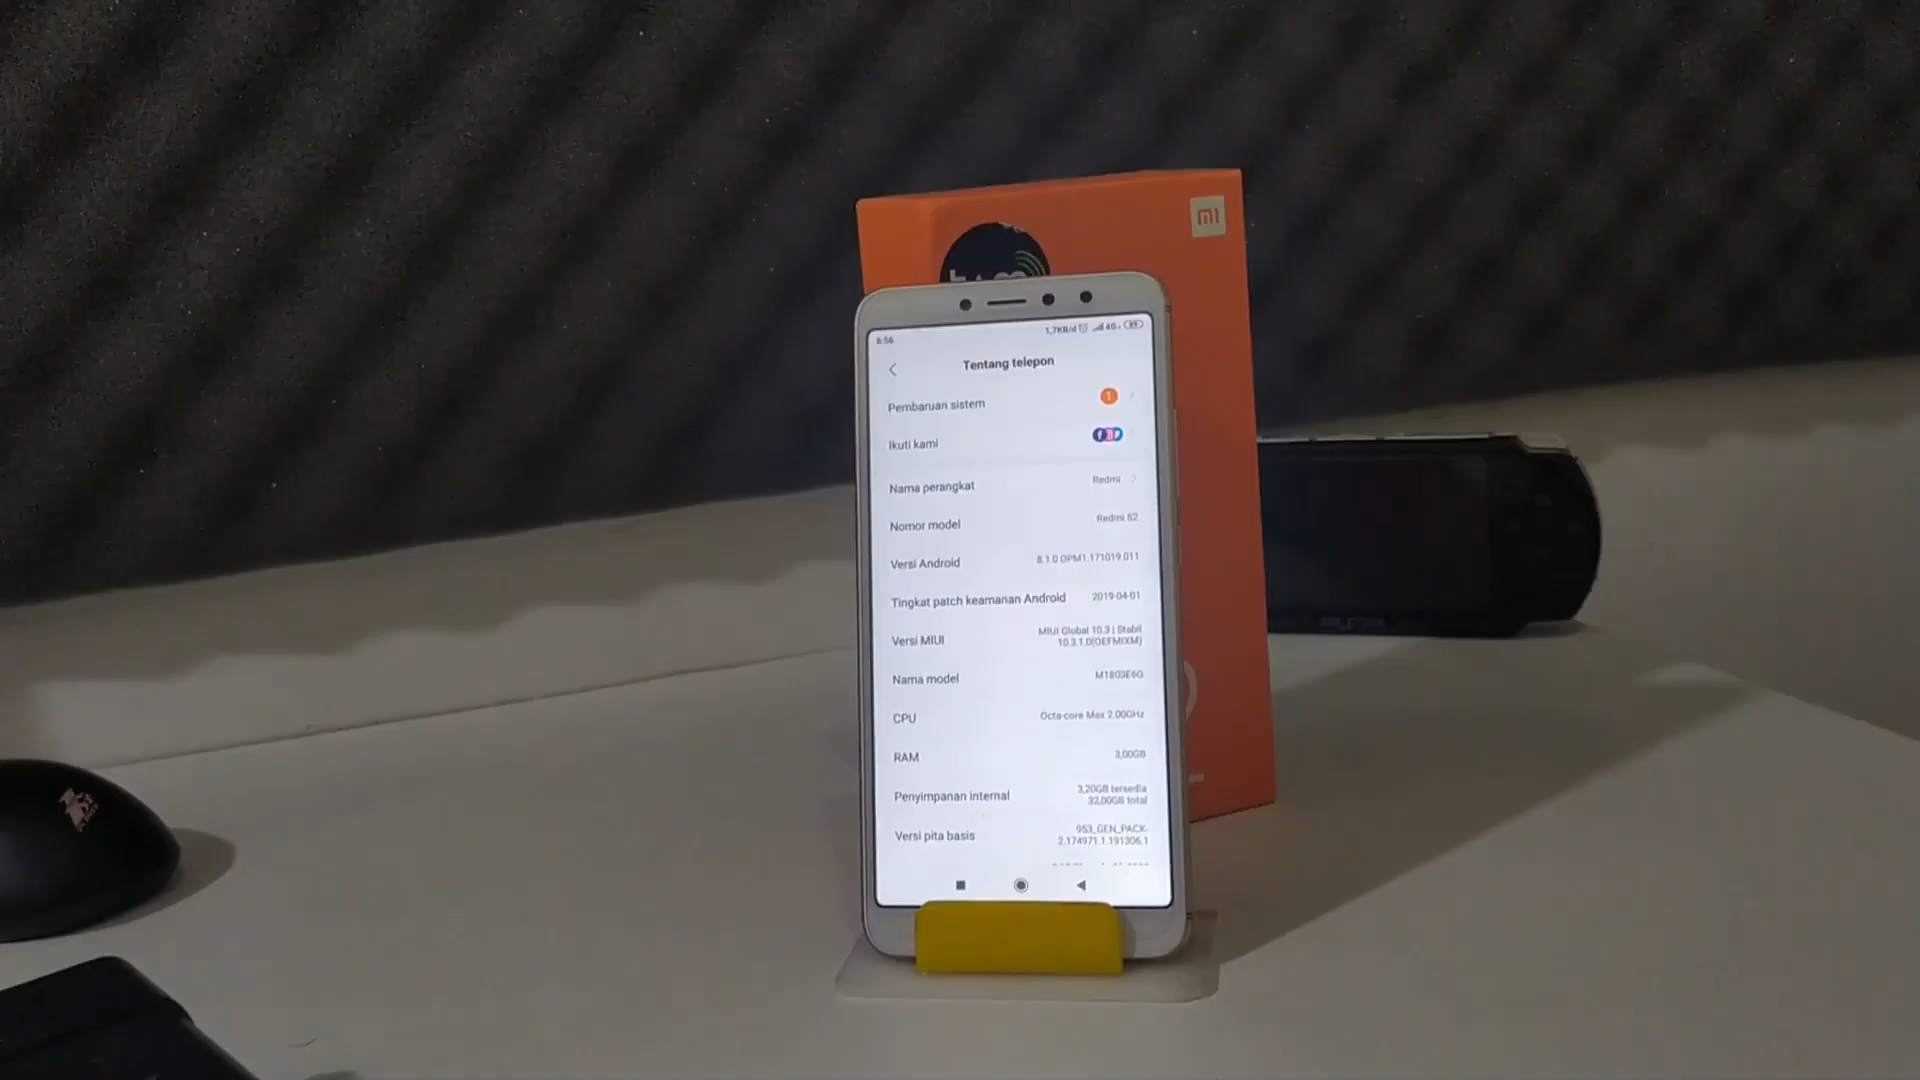 mi
6:56
1,7KB/d 4G+ 89
Tentang telepon
Pembaruan sistem 1
Ikuti kami
Nama perangkat Redmi
Nomor model Redmi S2
Versi Android 8.1.0 OPM1.171019.011
Tingkat patch keamanan Android 2019-04-01
Versi MIUI MIUI Global 10.3 | Stabil
10.3.1.0(OEFMIXM)
Nama model M1803E6G
CPU Octa-core Max 2.00GHz
RAM 3,00GB
Penyimpanan internal 3,20GB tersedia
32,00GB total
Versi pita basis 953_GEN_PACK-
2.174971.1.191306.1
PSP